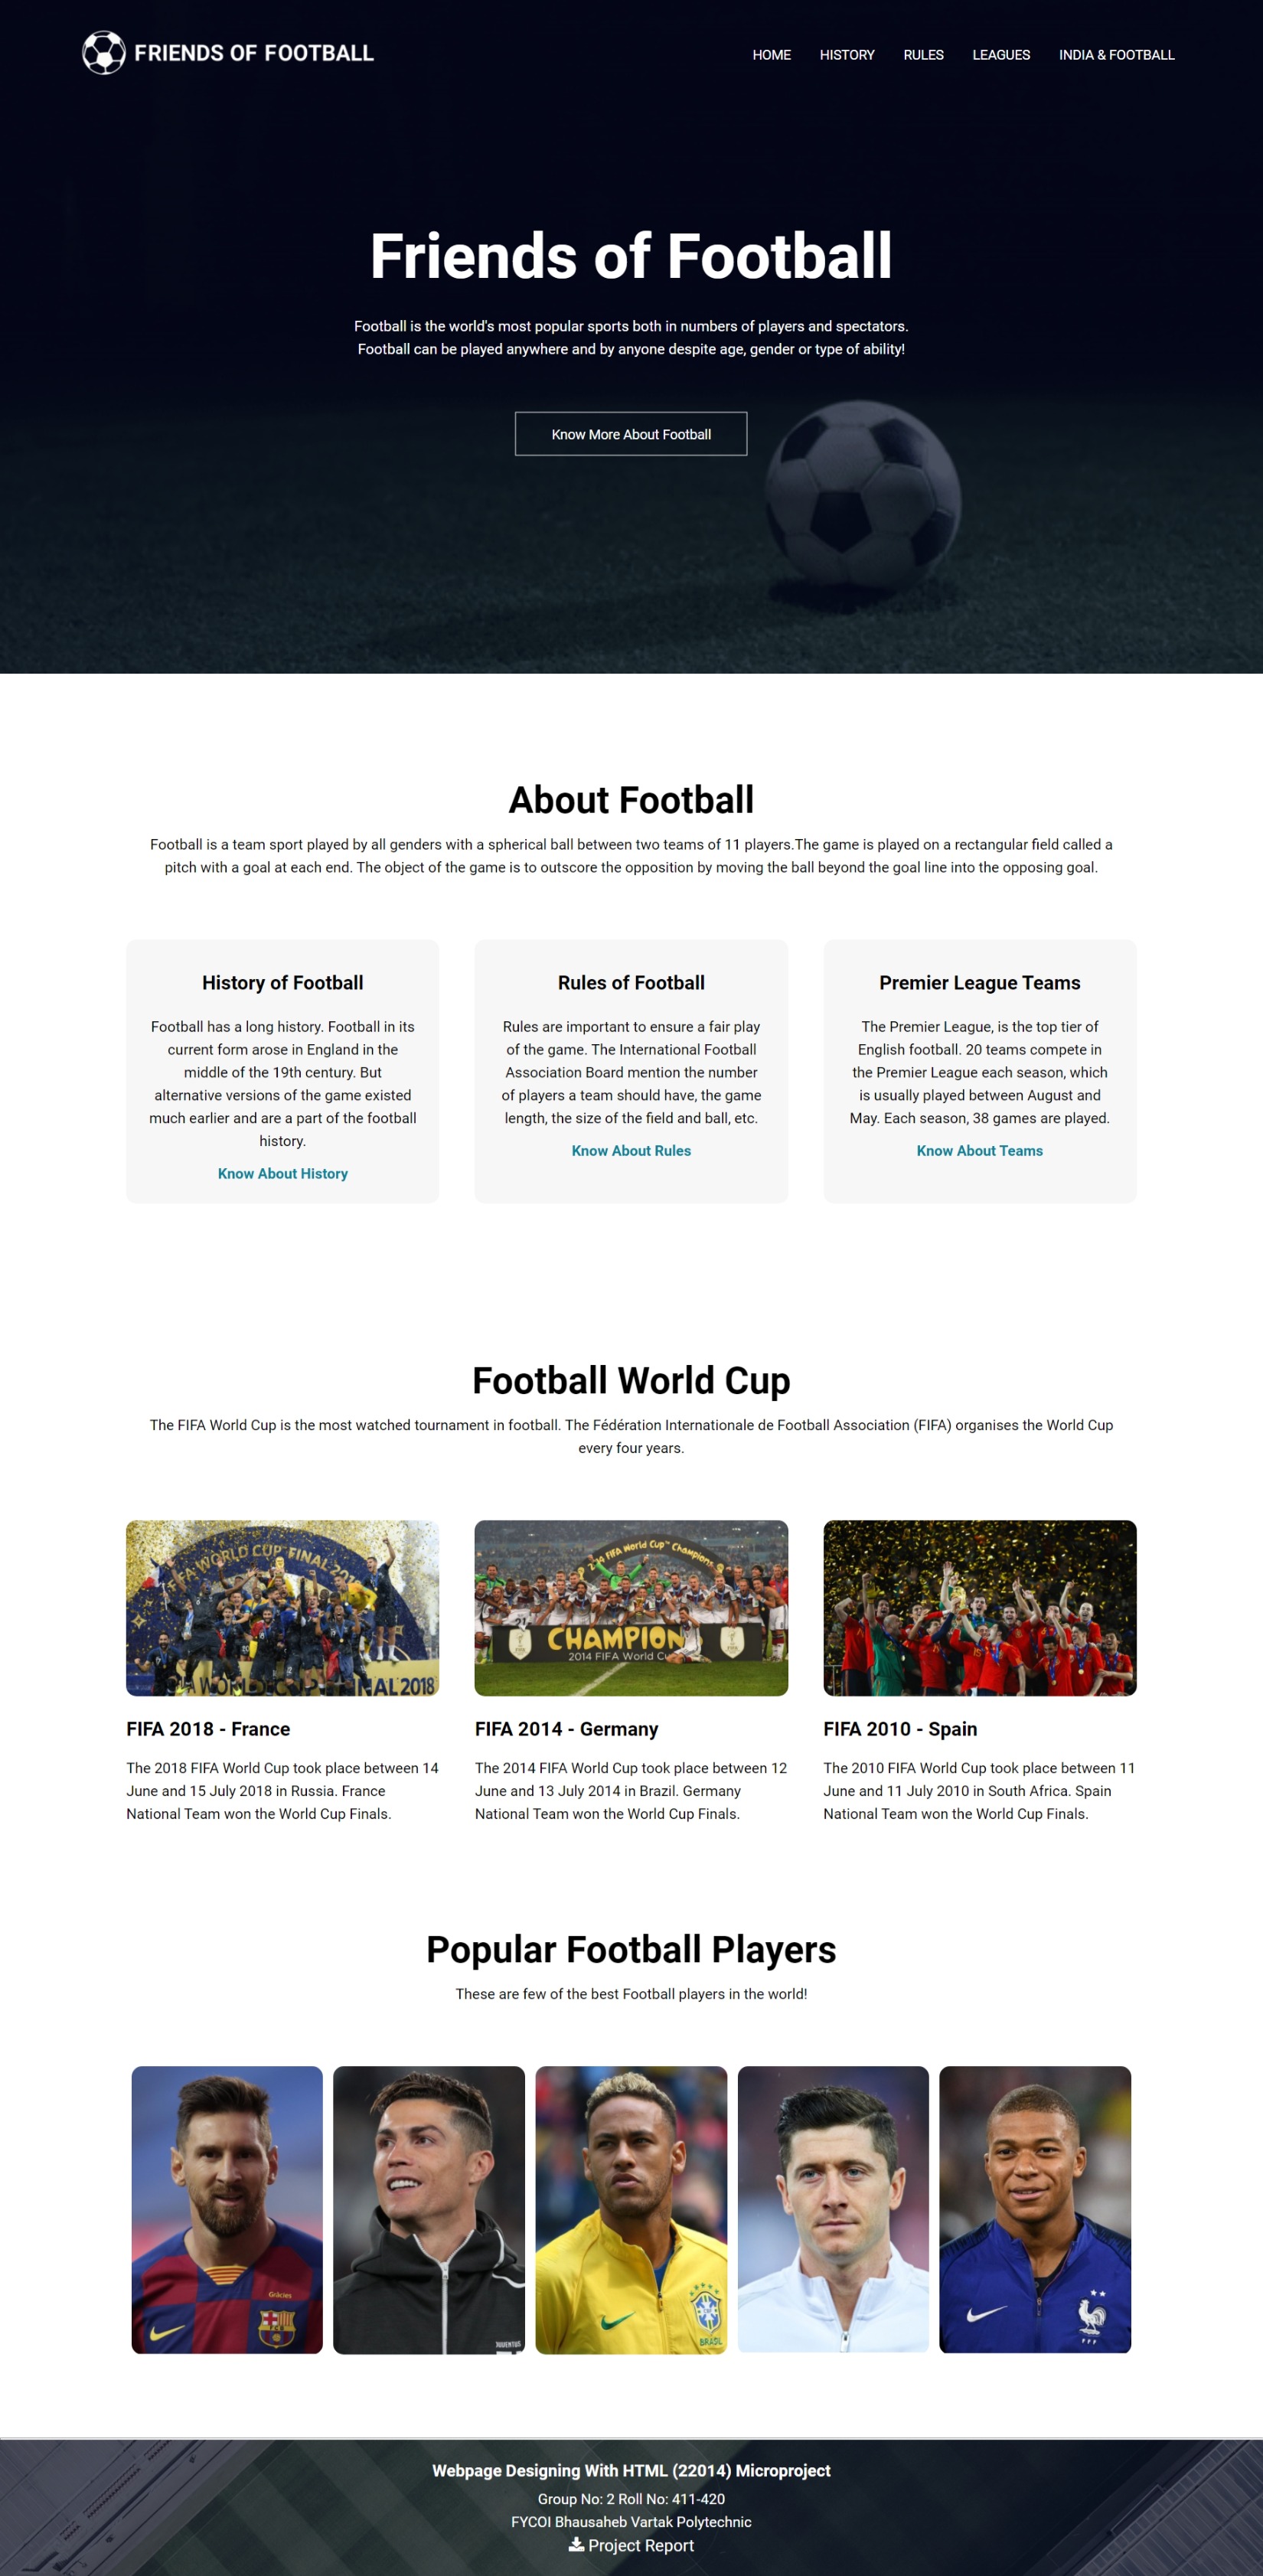 FRIENDS OF FOOTBALL
HOME HISTORY RULES LEAGUES INDIA & FOOTBALL
Friends of Football
Football is the world's most popular sports both in numbers of players and spectators.
Football can be played anywhere and by anyone despite age, gender or type of ability!
Know More About Football
About Football
Football is a team sport played by all genders with a spherical ball between two teams of 11 players.The game is played on a rectangular field called a
pitch with a goal at each end. The object of the game is to outscore the opposition by moving the ball beyond the goal line into the opposing goal.
History of Football
Football has a long history. Football in its
current form arose in England in the
middle of the 19th century. But
alternative versions of the game existed
much earlier and are a part of the football
history.
Know About History
Rules of Football
Rules are important to ensure a fair play
of the game. The International Football
Association Board mention the number
of players a team should have, the game
length, the size of the field and ball, etc.
Know About Rules
Premier League Teams
The Premier League, is the top tier of
English football. 20 teams compete in
the Premier League each season, which
is usually played between August and
May. Each season, 38 games are played.
Know About Teams
Football World Cup
The FIFA World Cup is the most watched tournament in football. The Fédération Internationale de Football Association (FIFA) organises the World Cup
every four years.
FIFA WORLD CUP FINAL 201
WORLD CUP FINAL 2018
FIFA World Cup Champions
CHAMPION
2014 FIFA World Cu
FIFA 2018 - France
The 2018 FIFA World Cup took place between 14
June and 15 July 2018 in Russia. France
National Team won the World Cup Finals.
FIFA 2014 - Germany
The 2014 FIFA World Cup took place between 12
June and 13 July 2014 in Brazil. Germany
National Team won the World Cup Finals.
FIFA 2010 - Spain
The 2010 FIFA World Cup took place between 11
June and 11 July 2010 in South Africa. Spain
National Team won the World Cup Finals.
Popular Football Players
These are few of the best Football players in the world!
Gràcies
FCB
JUVENTUS
CBF
BRASIL
FFF
Webpage Designing With HTML (22014) Microproject
Group No: 2 Roll No: 411-420
FYCOI Bhausaheb Vartak Polytechnic
Project Report